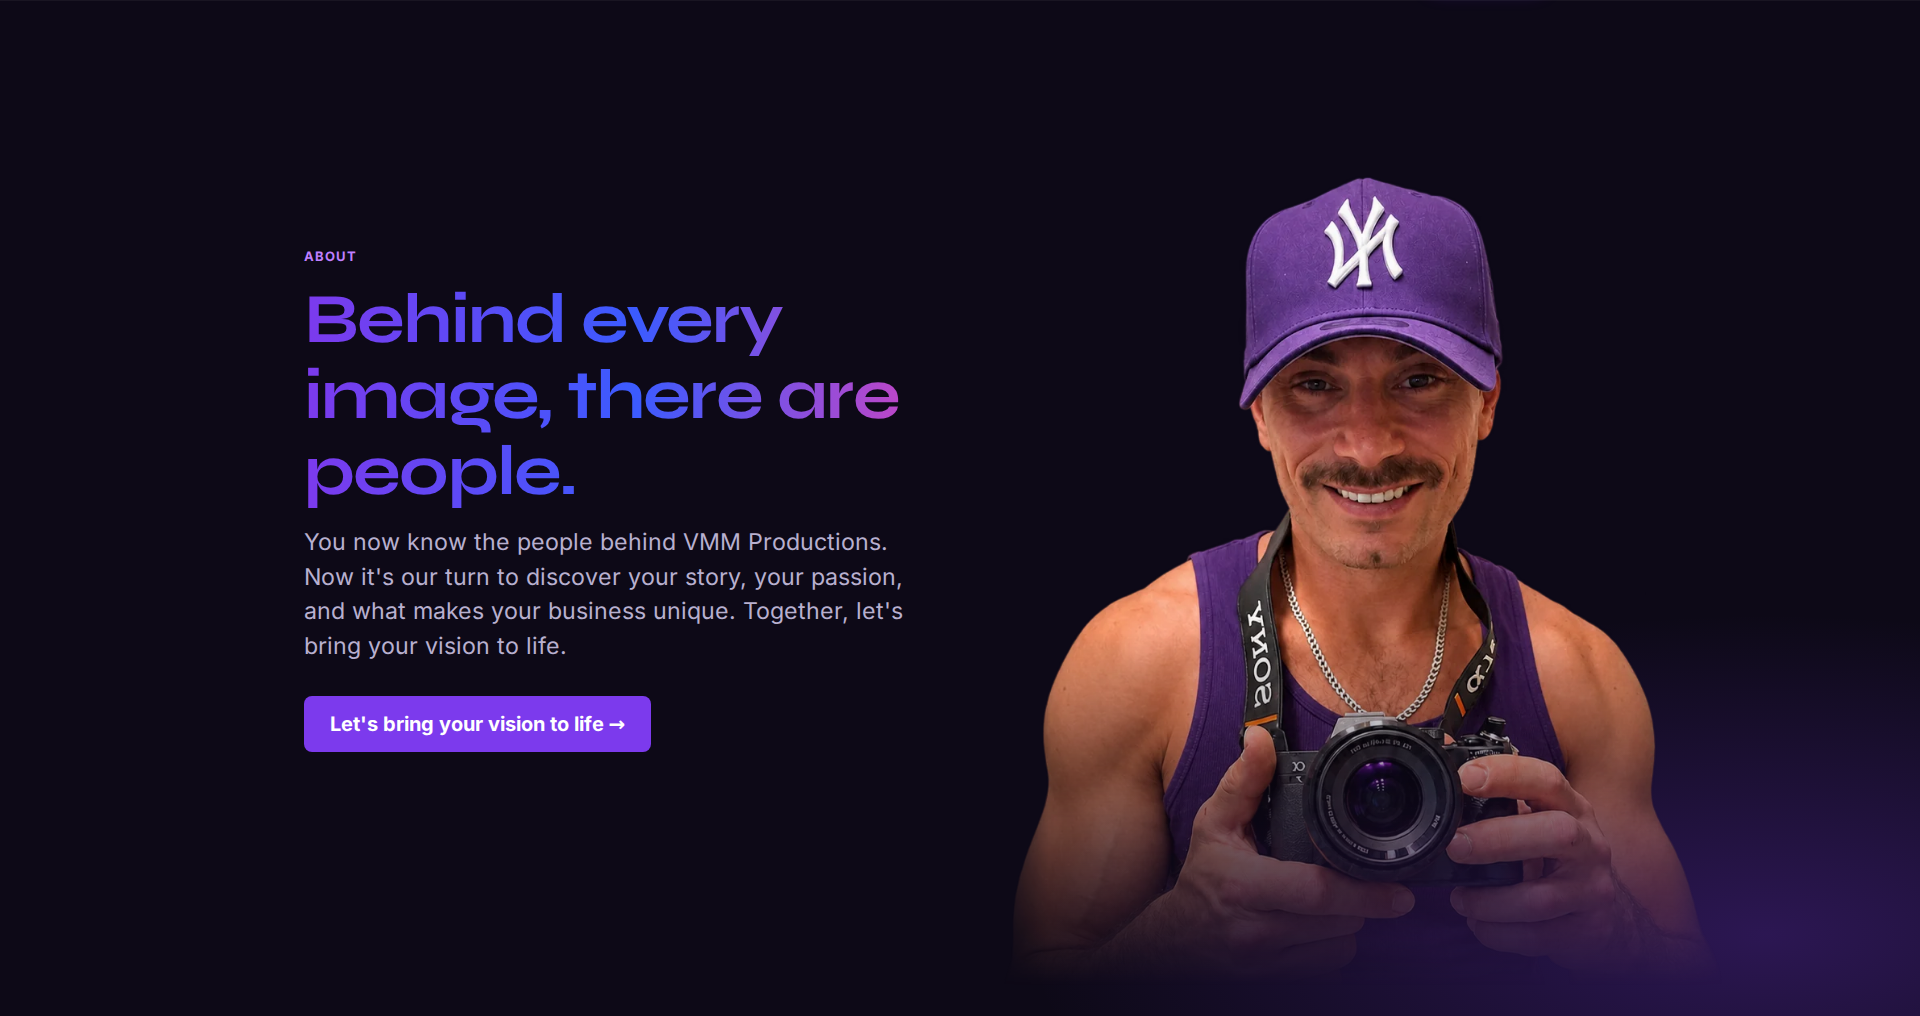 ABOUT
Behind every
image, there are
people.
You now know the people behind VMM Productions.
Now it's our turn to discover your story, your passion,
and what makes your business unique. Together, let's
bring your vision to life.
Let's bring your vision to life →
SONY